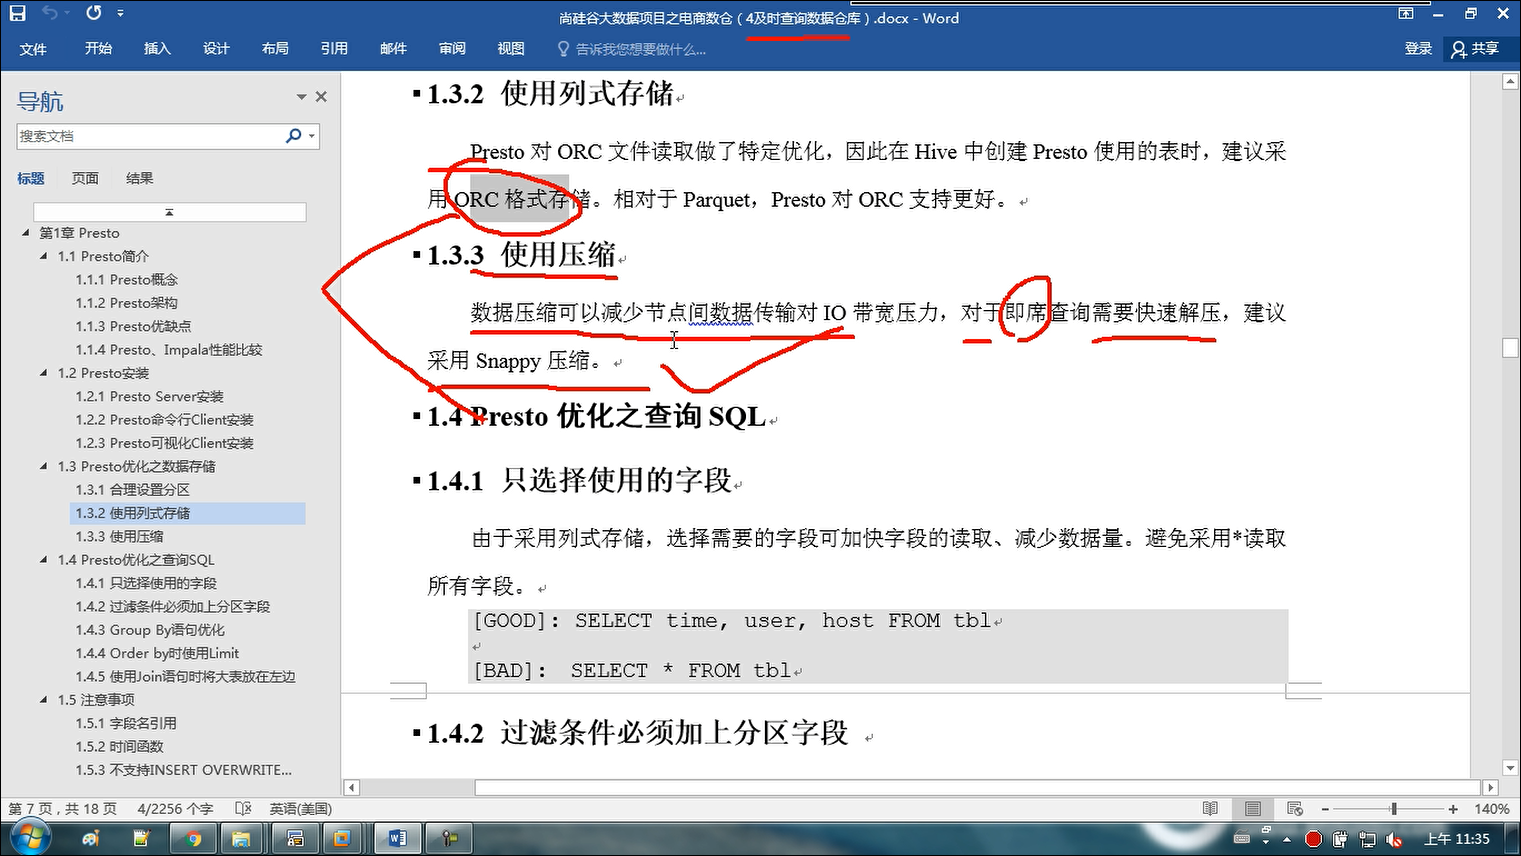 尚硅谷大数据项目之电商数仓（4及时查询数据仓库）.docx - Word
文件 开始 插入 设计 布局 引用 邮件 审阅 视图 告诉我您想要做什么... 登录 共享
导航
搜索文档
标题 页面 结果
第1章 Presto
1.1 Presto简介
1.1.1 Presto概念
1.1.2 Presto架构
1.1.3 Presto优缺点
1.1.4 Presto、Impala性能比较
1.2 Presto安装
1.2.1 Presto Server安装
1.2.2 Presto命令行Client安装
1.2.3 Presto可视化Client安装
1.3 Presto优化之数据存储
1.3.1 合理设置分区
1.3.2 使用列式存储
1.3.3 使用压缩
1.4 Presto优化之查询SQL
1.4.1 只选择使用的字段
1.4.2 过滤条件必须加上分区字段
1.4.3 Group By语句优化
1.4.4 Order by时使用Limit
1.4.5 使用Join语句时将大表放在左边
1.5 注意事项
1.5.1 字段名引用
1.5.2 时间函数
1.5.3 不支持INSERT OVERWRITE...
1.3.2 使用列式存储
Presto 对 ORC 文件读取做了特定优化，因此在 Hive 中创建 Presto 使用的表时，建议采
用 ORC 格式存储。相对于 Parquet，Presto 对 ORC 支持更好。
1.3.3 使用压缩
数据压缩可以减少节点间数据传输对 IO 带宽压力，对于即席查询需要快速解压，建议
采用 Snappy 压缩。
1.4 Presto 优化之查询 SQL
1.4.1 只选择使用的字段
由于采用列式存储，选择需要的字段可加快字段的读取、减少数据量。避免采用*读取
所有字段。
[GOOD]: SELECT time, user, host FROM tbl
[BAD]: SELECT * FROM tbl
1.4.2 过滤条件必须加上分区字段
第 7 页，共 18 页 4/2256 个字 英语(美国) 140%
上午 11:35